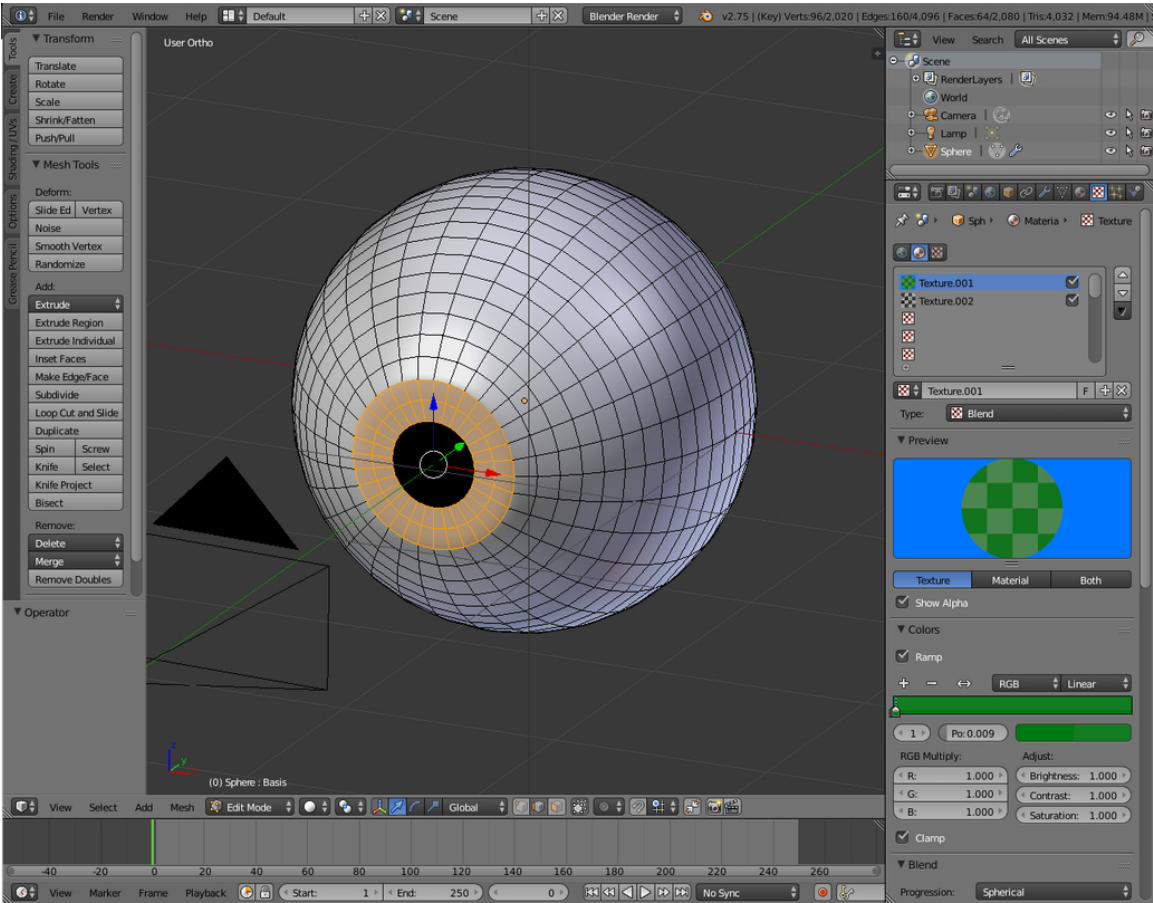 File Render Window Help Default Scene Blender Render v2.75 | (Key) Verts:96/2,020 | Edges:160/4,096 | Faces:64/2,080 | Tris:4,032 | Mem:94.48M |
Tools
Create
Shading / UVs
Options
Grease Pencil
Transform
Translate
Rotate
Scale
Shrink/Fatten
Push/Pull
Mesh Tools
Deform:
Slide Ed Vertex
Noise
Smooth Vertex
Randomize
Add:
Extrude
Extrude Region
Extrude Individual
Inset Faces
Make Edge/Face
Subdivide
Loop Cut and Slide
Duplicate
Spin Screw
Knife Select
Knife Project
Bisect
Remove:
Delete
Merge
Remove Doubles
Operator
User Ortho
z
y
(0) Sphere : Basis
View Select Add Mesh Edit Mode Global
-40 -20 0 20 40 60 80 100 120 140 160 180 200 220 240 260
View Marker Frame Playback Start: 1 End: 250 0 No Sync
View Search All Scenes
Scene
RenderLayers |
World
Camera |
Lamp |
Sphere |
Sph Materia Texture
Texture.001
Texture.002
Texture.001 F
Type: Blend
Preview
Texture Material Both
Show Alpha
Colors
Ramp
RGB Linear
1 Po: 0.009
RGB Multiply: Adjust:
R: 1.000 Brightness: 1.000
G: 1.000 Contrast: 1.000
B: 1.000 Saturation: 1.000
Clamp
Blend
Progression: Spherical